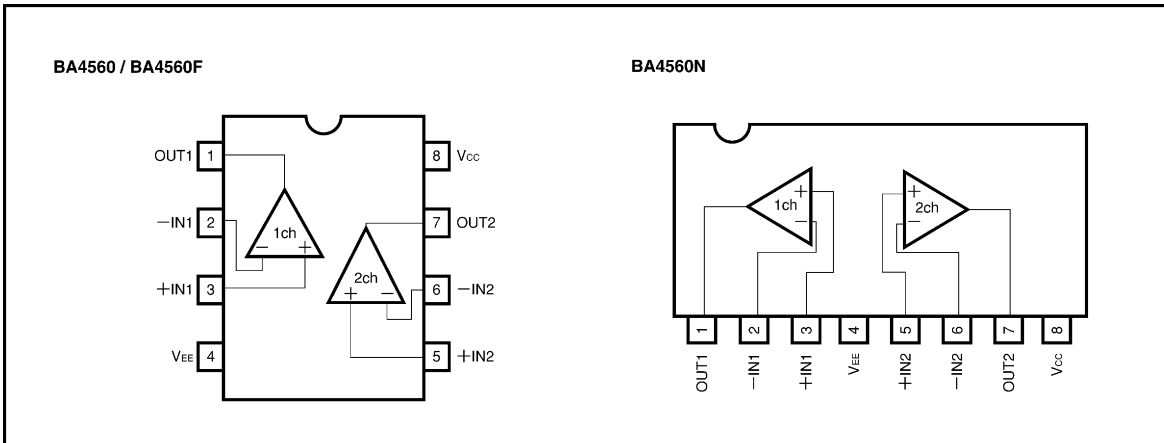 BA4560 / BA4560F
OUT1 1
−IN1 2
+IN1 3
VEE 4
8 VCC
7 OUT2
6 −IN2
5 +IN2
1ch
− +
2ch
+ −
BA4560N
+
1ch
−
+
2ch
−
1 2 3 4 5 6 7 8
OUT1
−IN1
+IN1
VEE
+IN2
−IN2
OUT2
VCC